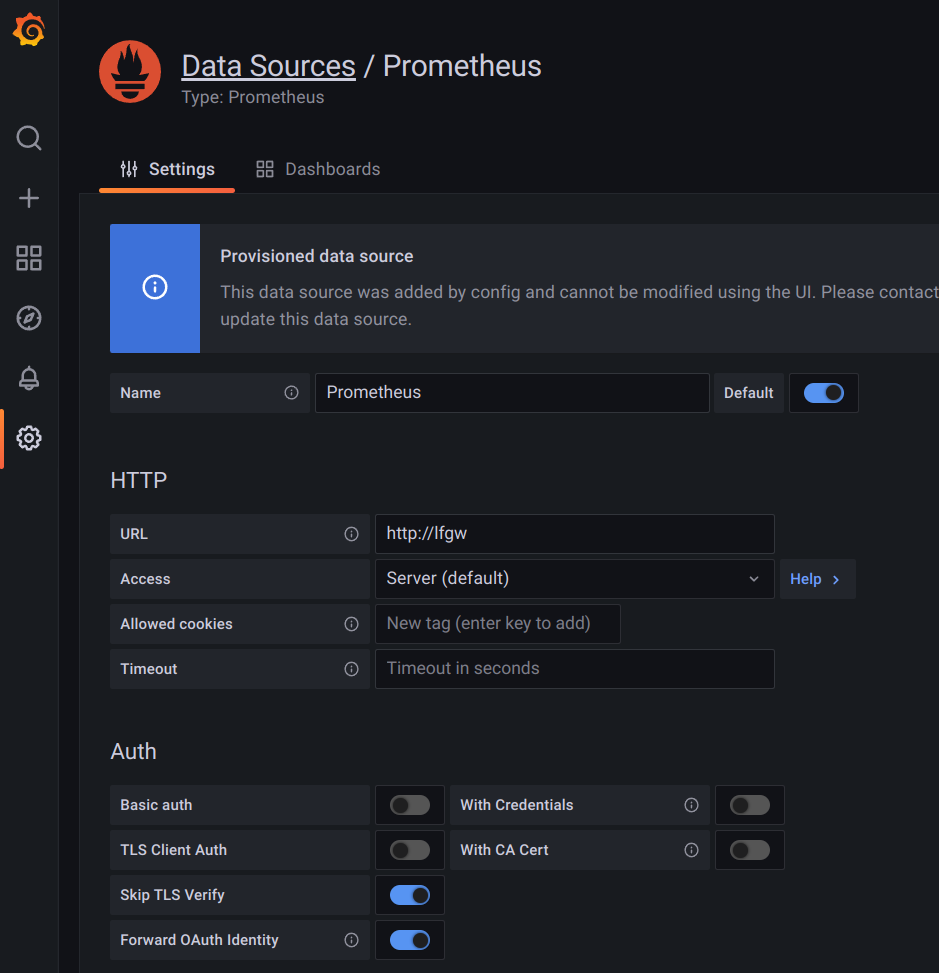 Data Sources / Prometheus
Type: Prometheus
Settings Dashboards
Provisioned data source
This data source was added by config and cannot be modified using the UI. Please contact
update this data source.
Name Prometheus Default
HTTP
URL http://lfgw
Access Server (default) Help
Allowed cookies New tag (enter key to add)
Timeout Timeout in seconds
Auth
Basic auth With Credentials
TLS Client Auth With CA Cert
Skip TLS Verify
Forward OAuth Identity